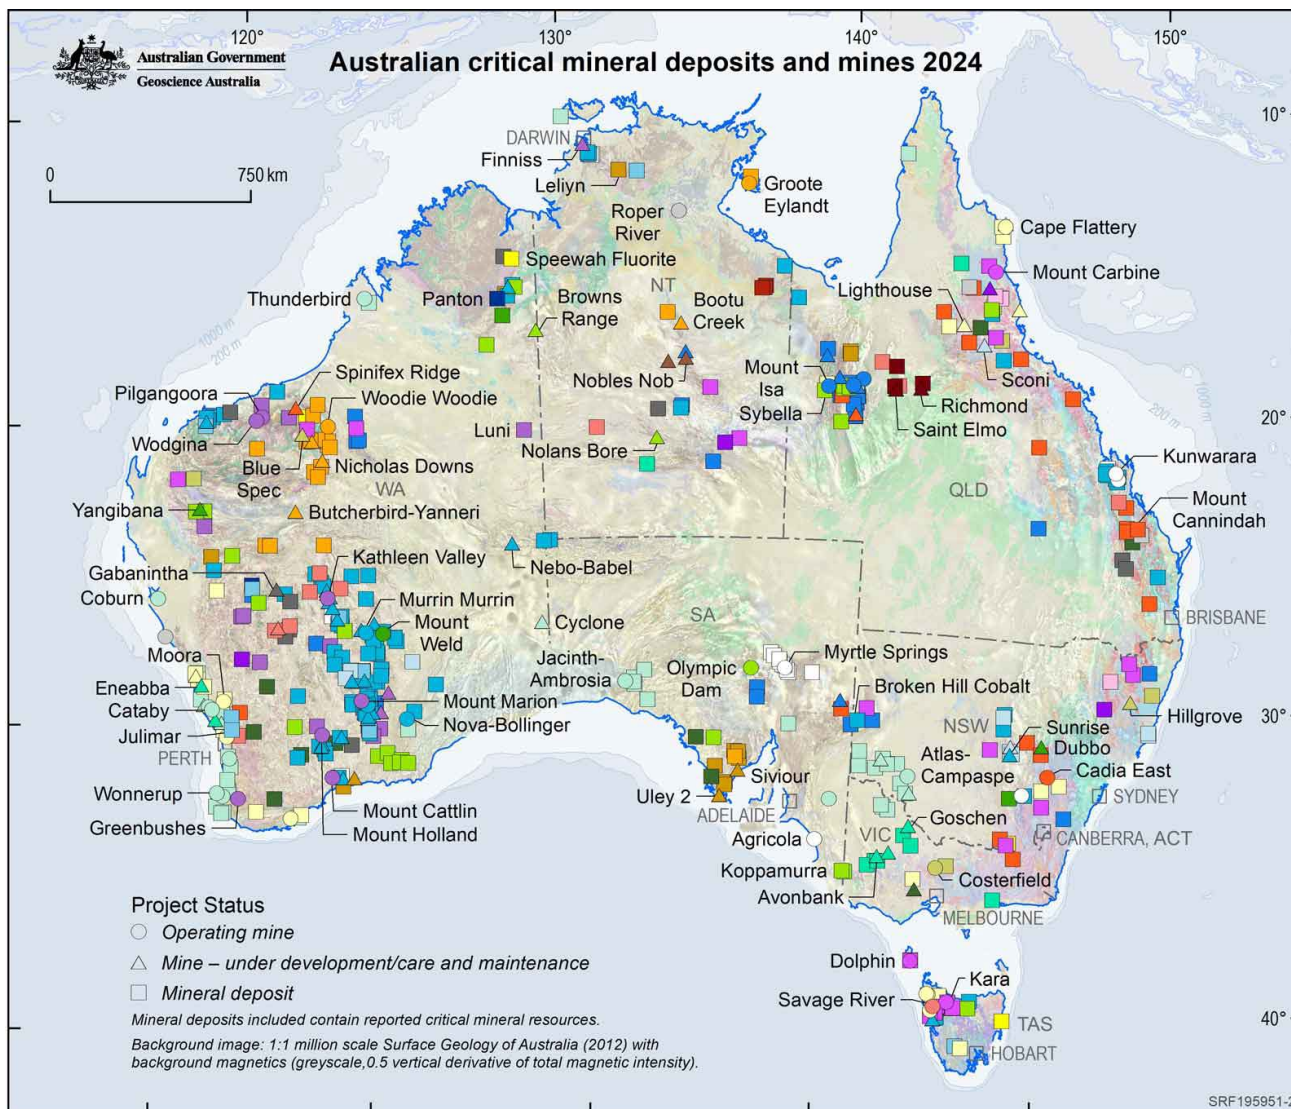 120°
130°
140°
150°
Australian Government
Geoscience Australia
Australian critical mineral deposits and mines 2024
10°
20°
30°
40°
0
750 km
1000 m
200 m
DARWIN
Finniss
Leliyn
Groote
Eylandt
Roper
River
Cape Flattery
Speewah Fluorite
Mount Carbine
NT
Thunderbird
Panton
Browns
Range
Bootu
Creek
Lighthouse
Pilgangoora
Spinifex Ridge
Woodie Woodie
Nobles Nob
Mount
Isa
Sybella
Sconi
Richmond
Saint Elmo
200 m
1000 m
Wodgina
Luni
Nolans Bore
Kunwarara
Blue
Spec
Nicholas Downs
WA
QLD
Mount
Cannindah
Yangibana
Butcherbird-Yanneri
Kathleen Valley
Gabanintha
Nebo-Babel
Coburn
Murrin Murrin
Mount
Weld
Cyclone
SA
BRISBANE
Moora
Jacinth-
Ambrosia
Olympic
Dam
Myrtle Springs
Eneabba
Cataby
Julimar
Mount Marion
Nova-Bollinger
Broken Hill Cobalt
NSW
Hillgrove
Sunrise
Dubbo
PERTH
Atlas-
Campaspe
Cadia East
Wonnerup
Siviour
Uley 2
SYDNEY
Greenbushes
Mount Cattlin
Mount Holland
ADELAIDE
Agricola
VIC
Goschen
CANBERRA, ACT
Koppamurra
Costerfield
Avonbank
MELBOURNE
Project Status
Operating mine
Mine – under development/care and maintenance
Mineral deposit
Mineral deposits included contain reported critical mineral resources.
Background image: 1:1 million scale Surface Geology of Australia (2012) with
background magnetics (greyscale,0.5 vertical derivative of total magnetic intensity).
Dolphin
Kara
Savage River
TAS
HOBART